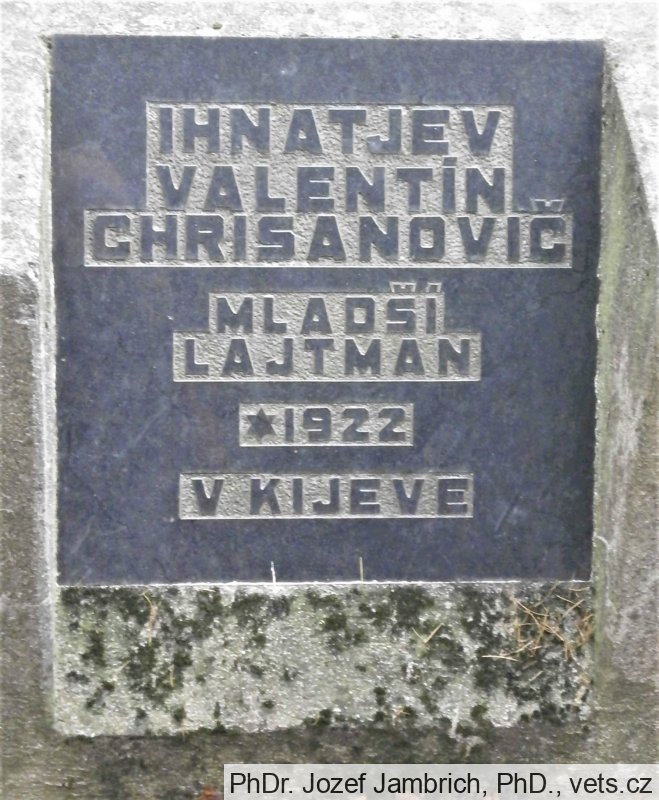 IHNATJEV
VALENTÍN
CHRISANOVIČ
MLADŠÍ
LAJTMAN
★1922
V KIJEVE
PhDr. Jozef Jambrich, PhD., vets.cz